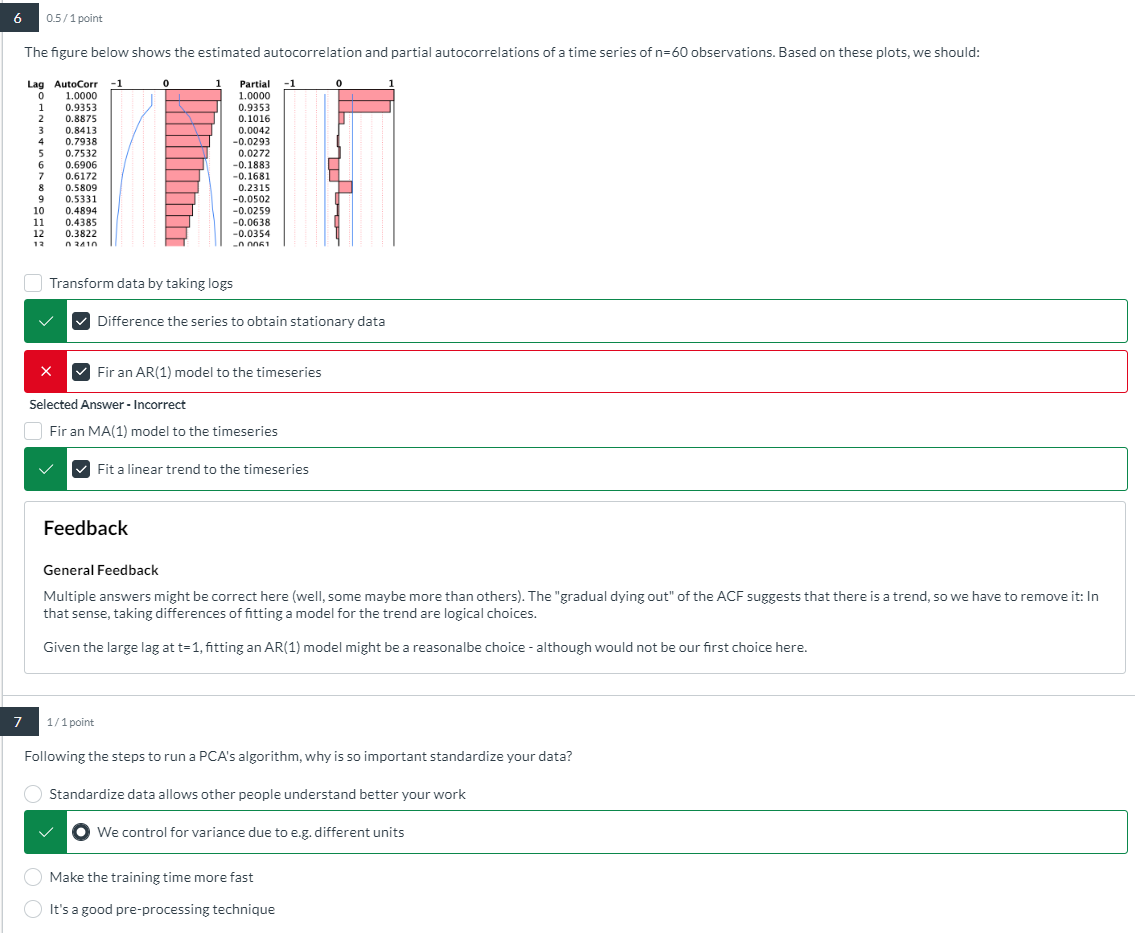 6
0.5 / 1 point
The figure below shows the estimated autocorrelation and partial autocorrelations of a time series of n=60 observations. Based on these plots, we should:
Lag AutoCorr -1 0 1 Partial -1 0 1
0 1.0000 1.0000
1 0.9353 0.9353
2 0.8875 0.1016
3 0.8413 0.0042
4 0.7938 -0.0293
5 0.7532 0.0272
6 0.6906 -0.1883
7 0.6172 -0.1681
8 0.5809 0.2315
9 0.5331 -0.0502
10 0.4894 -0.0259
11 0.4385 -0.0638
12 0.3822 -0.0354
13 0.3410 -0.0061
Transform data by taking logs
Difference the series to obtain stationary data
Fir an AR(1) model to the timeseries
Selected Answer - Incorrect
Fir an MA(1) model to the timeseries
Fit a linear trend to the timeseries
Feedback
General Feedback
Multiple answers might be correct here (well, some maybe more than others). The "gradual dying out" of the ACF suggests that there is a trend, so we have to remove it: In
that sense, taking differences of fitting a model for the trend are logical choices.
Given the large lag at t=1, fitting an AR(1) model might be a reasonalbe choice - although would not be our first choice here.
7
1 / 1 point
Following the steps to run a PCA's algorithm, why is so important standardize your data?
Standardize data allows other people understand better your work
We control for variance due to e.g. different units
Make the training time more fast
It's a good pre-processing technique